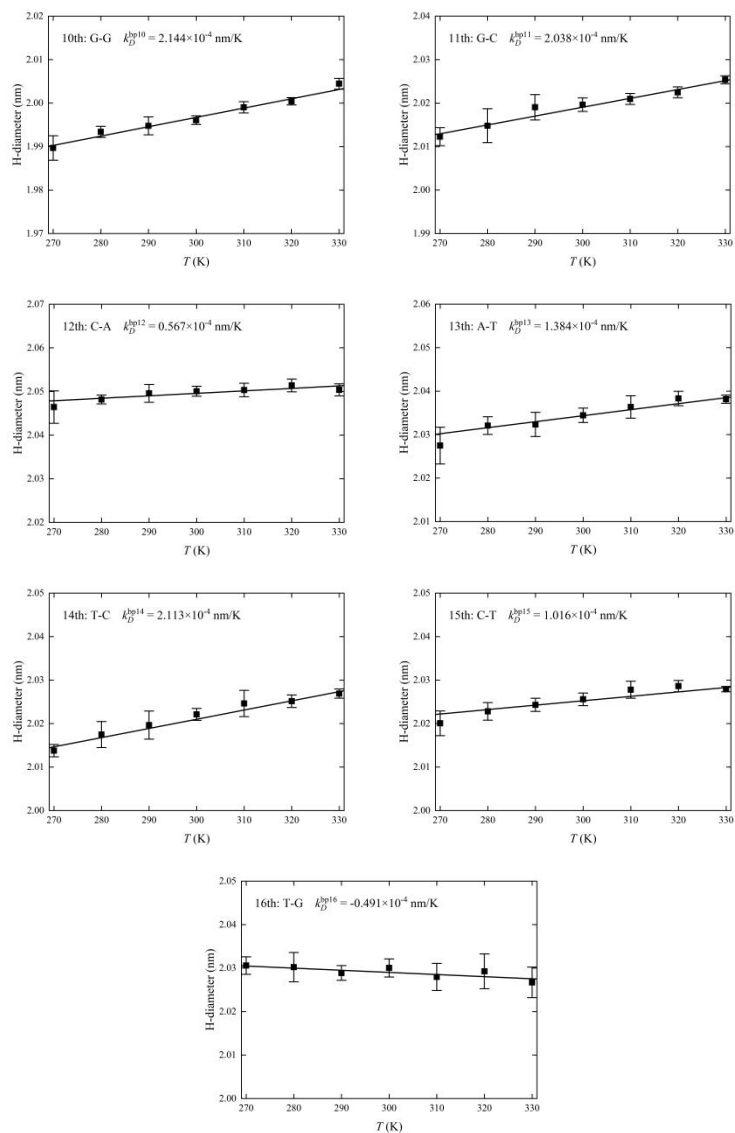 10th: G-G k_D^bp10 = 2.144×10⁻⁴ nm/K
H-diameter (nm)
2.02
2.01
2.00
1.99
1.98
1.97
270 280 290 300 310 320 330
T (K)
11th: G-C k_D^bp11 = 2.038×10⁻⁴ nm/K
H-diameter (nm)
2.04
2.03
2.02
2.01
2.00
1.99
270 280 290 300 310 320 330
T (K)
12th: C-A k_D^bp12 = 0.567×10⁻⁴ nm/K
H-diameter (nm)
2.07
2.06
2.05
2.04
2.03
2.02
270 280 290 300 310 320 330
T (K)
13th: A-T k_D^bp13 = 1.384×10⁻⁴ nm/K
H-diameter (nm)
2.06
2.05
2.04
2.03
2.02
2.01
270 280 290 300 310 320 330
T (K)
14th: T-C k_D^bp14 = 2.113×10⁻⁴ nm/K
H-diameter (nm)
2.05
2.04
2.03
2.02
2.01
2.00
270 280 290 300 310 320 330
T (K)
15th: C-T k_D^bp15 = 1.016×10⁻⁴ nm/K
H-diameter (nm)
2.05
2.04
2.03
2.02
2.01
2.00
270 280 290 300 310 320 330
T (K)
16th: T-G k_D^bp16 = -0.491×10⁻⁴ nm/K
H-diameter (nm)
2.05
2.04
2.03
2.02
2.01
2.00
270 280 290 300 310 320 330
T (K)